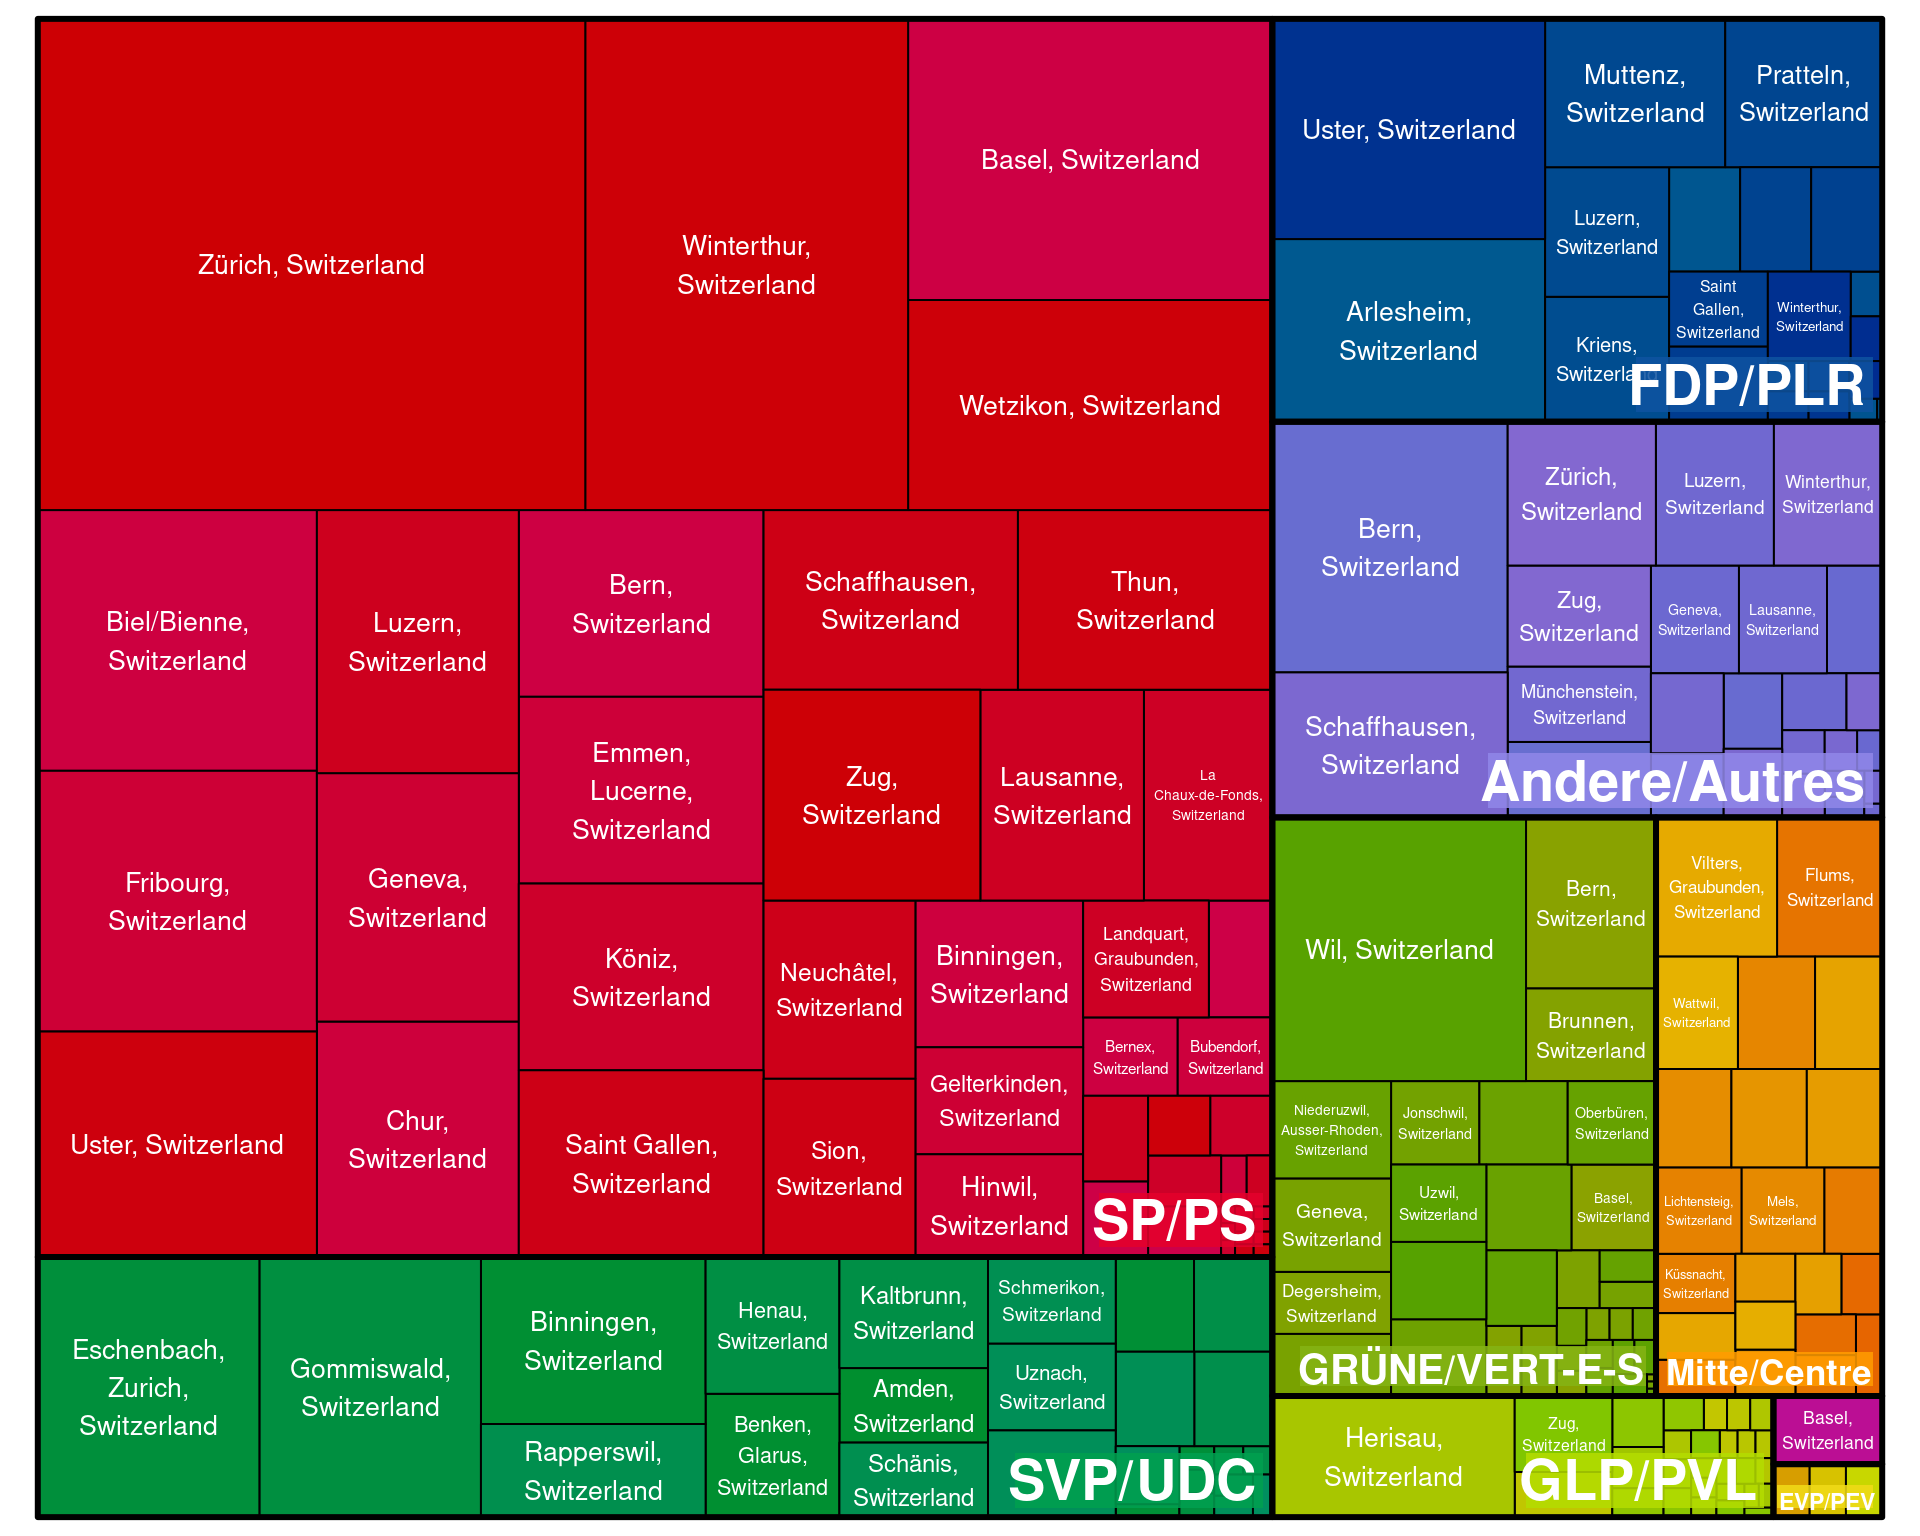 Zürich, Switzerland
Winterthur,
Switzerland
Basel, Switzerland
Wetzikon, Switzerland
Biel/Bienne,
Switzerland
Luzern,
Switzerland
Bern,
Switzerland
Schaffhausen,
Switzerland
Thun,
Switzerland
Fribourg,
Switzerland
Geneva,
Switzerland
Emmen,
Lucerne,
Switzerland
Zug,
Switzerland
Lausanne,
Switzerland
La
Chaux-de-Fonds,
Switzerland
Köniz,
Switzerland
Neuchâtel,
Switzerland
Binningen,
Switzerland
Landquart,
Graubunden,
Switzerland
Bernex,
Switzerland
Bubendorf,
Switzerland
Gelterkinden,
Switzerland
Uster, Switzerland
Chur,
Switzerland
Saint Gallen,
Switzerland
Sion,
Switzerland
Hinwil,
Switzerland
SP/PS
Eschenbach,
Zurich,
Switzerland
Gommiswald,
Switzerland
Binningen,
Switzerland
Rapperswil,
Switzerland
Henau,
Switzerland
Benken,
Glarus,
Switzerland
Kaltbrunn,
Switzerland
Amden,
Switzerland
Schänis,
Switzerland
Schmerikon,
Switzerland
Uznach,
Switzerland
SVP/UDC
Uster, Switzerland
Muttenz,
Switzerland
Pratteln,
Switzerland
Arlesheim,
Switzerland
Luzern,
Switzerland
Kriens,
Switzerland
Saint
Gallen,
Switzerland
Winterthur,
Switzerland
FDP/PLR
Bern,
Switzerland
Zürich,
Switzerland
Luzern,
Switzerland
Winterthur,
Switzerland
Zug,
Switzerland
Geneva,
Switzerland
Lausanne,
Switzerland
Münchenstein,
Switzerland
Schaffhausen,
Switzerland
Andere/Autres
Wil, Switzerland
Bern,
Switzerland
Brunnen,
Switzerland
Niederuzwil,
Ausser-Rhoden,
Switzerland
Jonschwil,
Switzerland
Oberbüren,
Switzerland
Geneva,
Switzerland
Uzwil,
Switzerland
Basel,
Switzerland
Degersheim,
Switzerland
GRÜNE/VERT-E-S
Vilters,
Graubunden,
Switzerland
Flums,
Switzerland
Wattwil,
Switzerland
Lichtensteig,
Switzerland
Mels,
Switzerland
Küssnacht,
Switzerland
Mitte/Centre
Herisau,
Switzerland
Zug,
Switzerland
GLP/PVL
Basel,
Switzerland
EVP/PEV